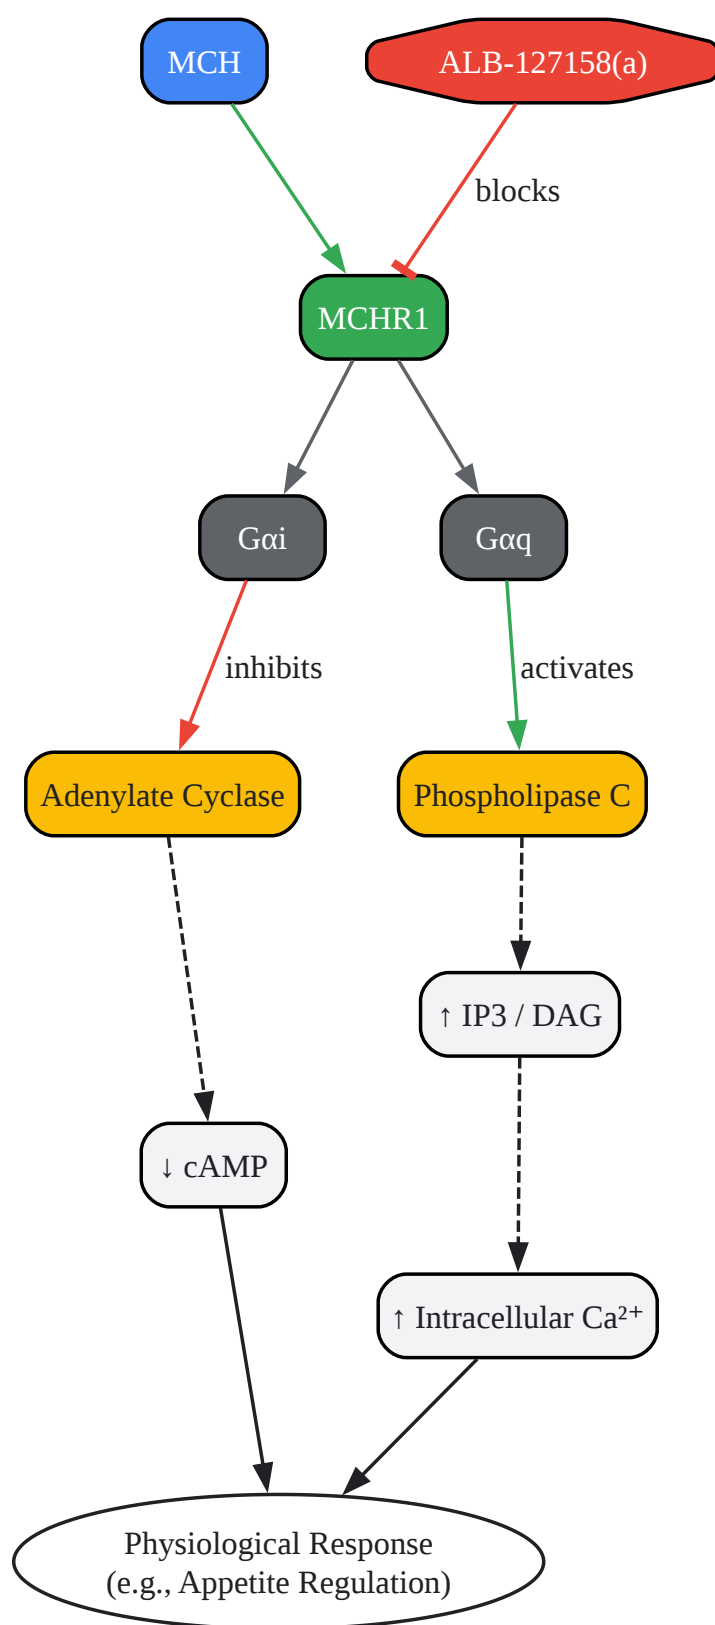 MCH
ALB-127158(a)
blocks
MCHR1
Gαi
Gαq
inhibits
activates
Adenylate Cyclase
Phospholipase C
↑ IP3 / DAG
↓ cAMP
↑ Intracellular Ca²⁺
Physiological Response
(e.g., Appetite Regulation)